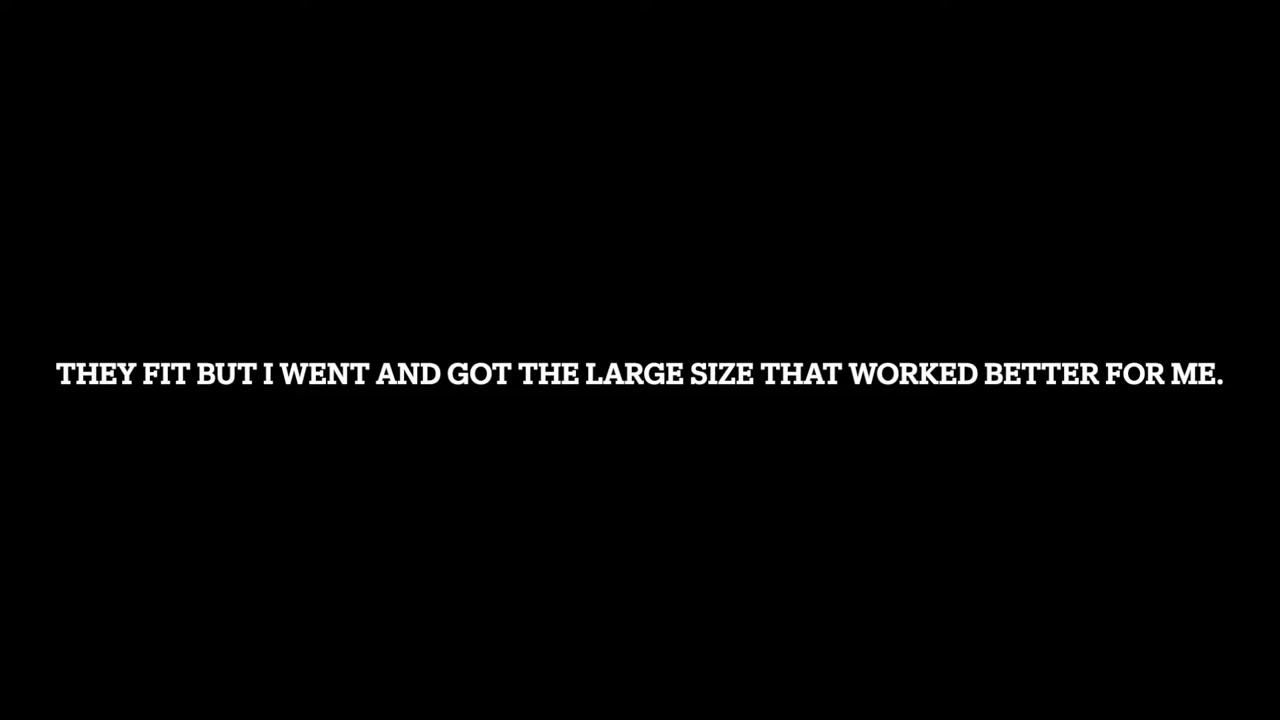 THEY FIT BUT I WENT AND GOT THE LARGE SIZE THAT WORKED BETTER FOR ME.